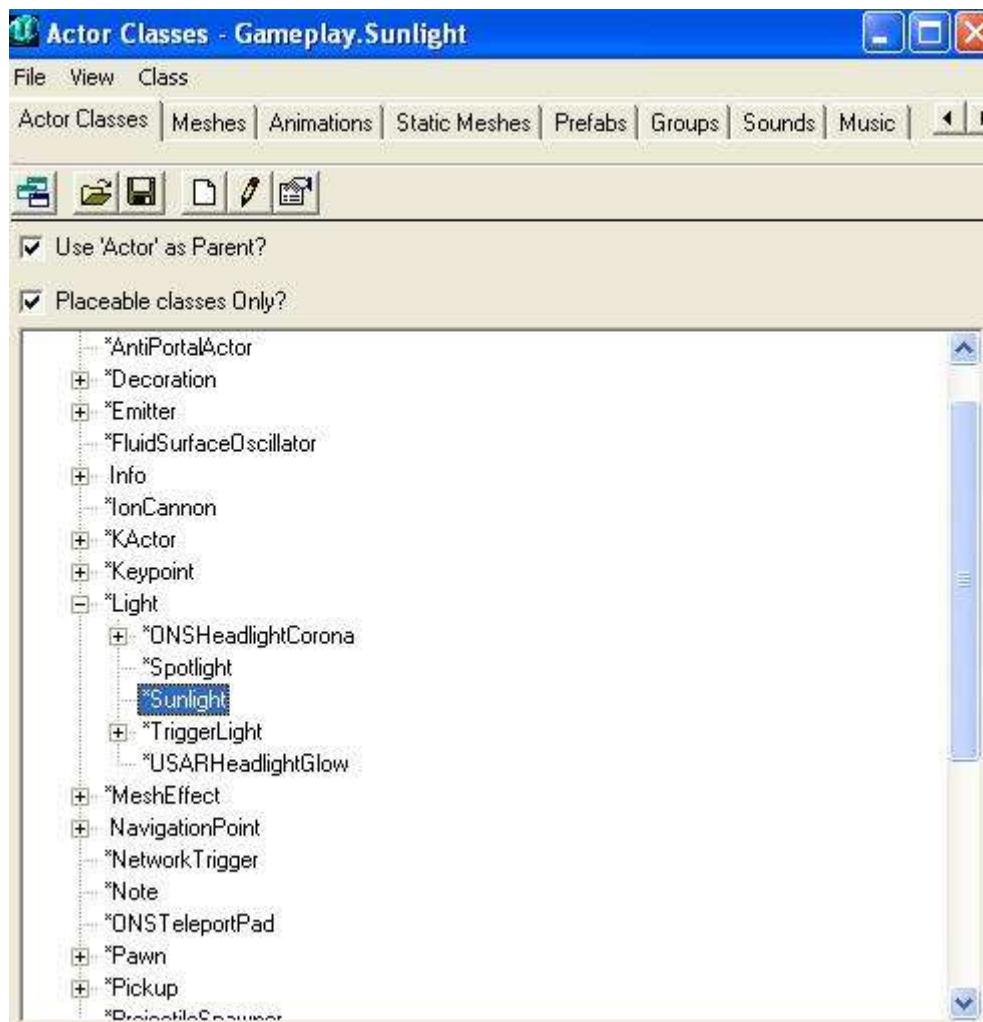 Actor Classes - Gameplay.Sunlight
File View Class
Actor Classes Meshes Animations Static Meshes Prefabs Groups Sounds Music
Use 'Actor' as Parent?
Placeable classes Only?
*AntiPortalActor
*Decoration
*Emitter
*FluidSurfaceOscillator
Info
*IonCannon
*KActor
*Keypoint
*Light
*ONSHeadlightCorona
*Spotlight
*Sunlight
*TriggerLight
*USARHeadlightGlow
*MeshEffect
NavigationPoint
*NetworkTrigger
*Note
*ONSTeleportPad
*Pawn
*Pickup
*ProjectileSpawner